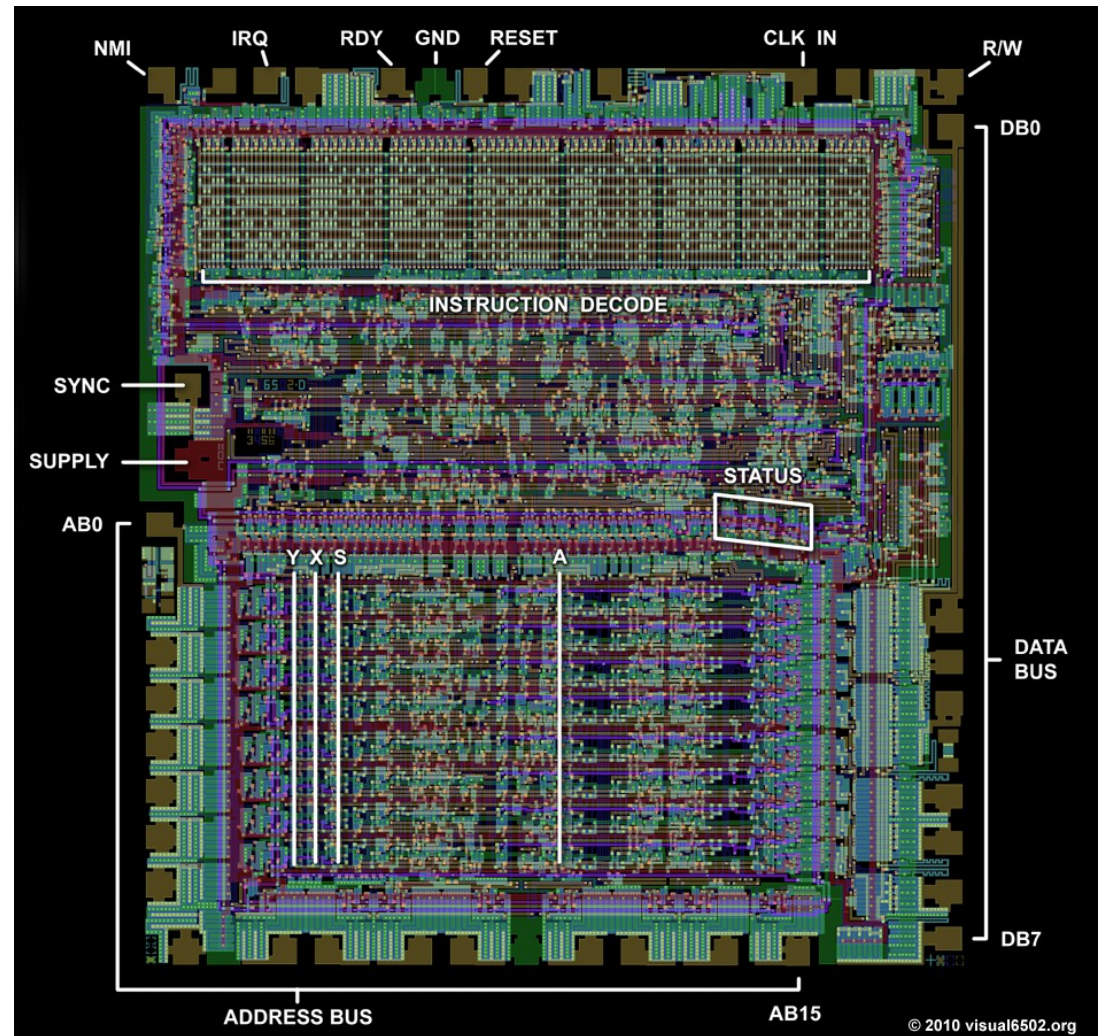 NMI
IRQ
RDY
GND
RESET
CLK IN
R/W
DB0
INSTRUCTION DECODE
SYNC
SUPPLY
STATUS
AB0
Y X S
A
DATA
BUS
DB7
ADDRESS BUS
AB15
© 2010 visual6502.org